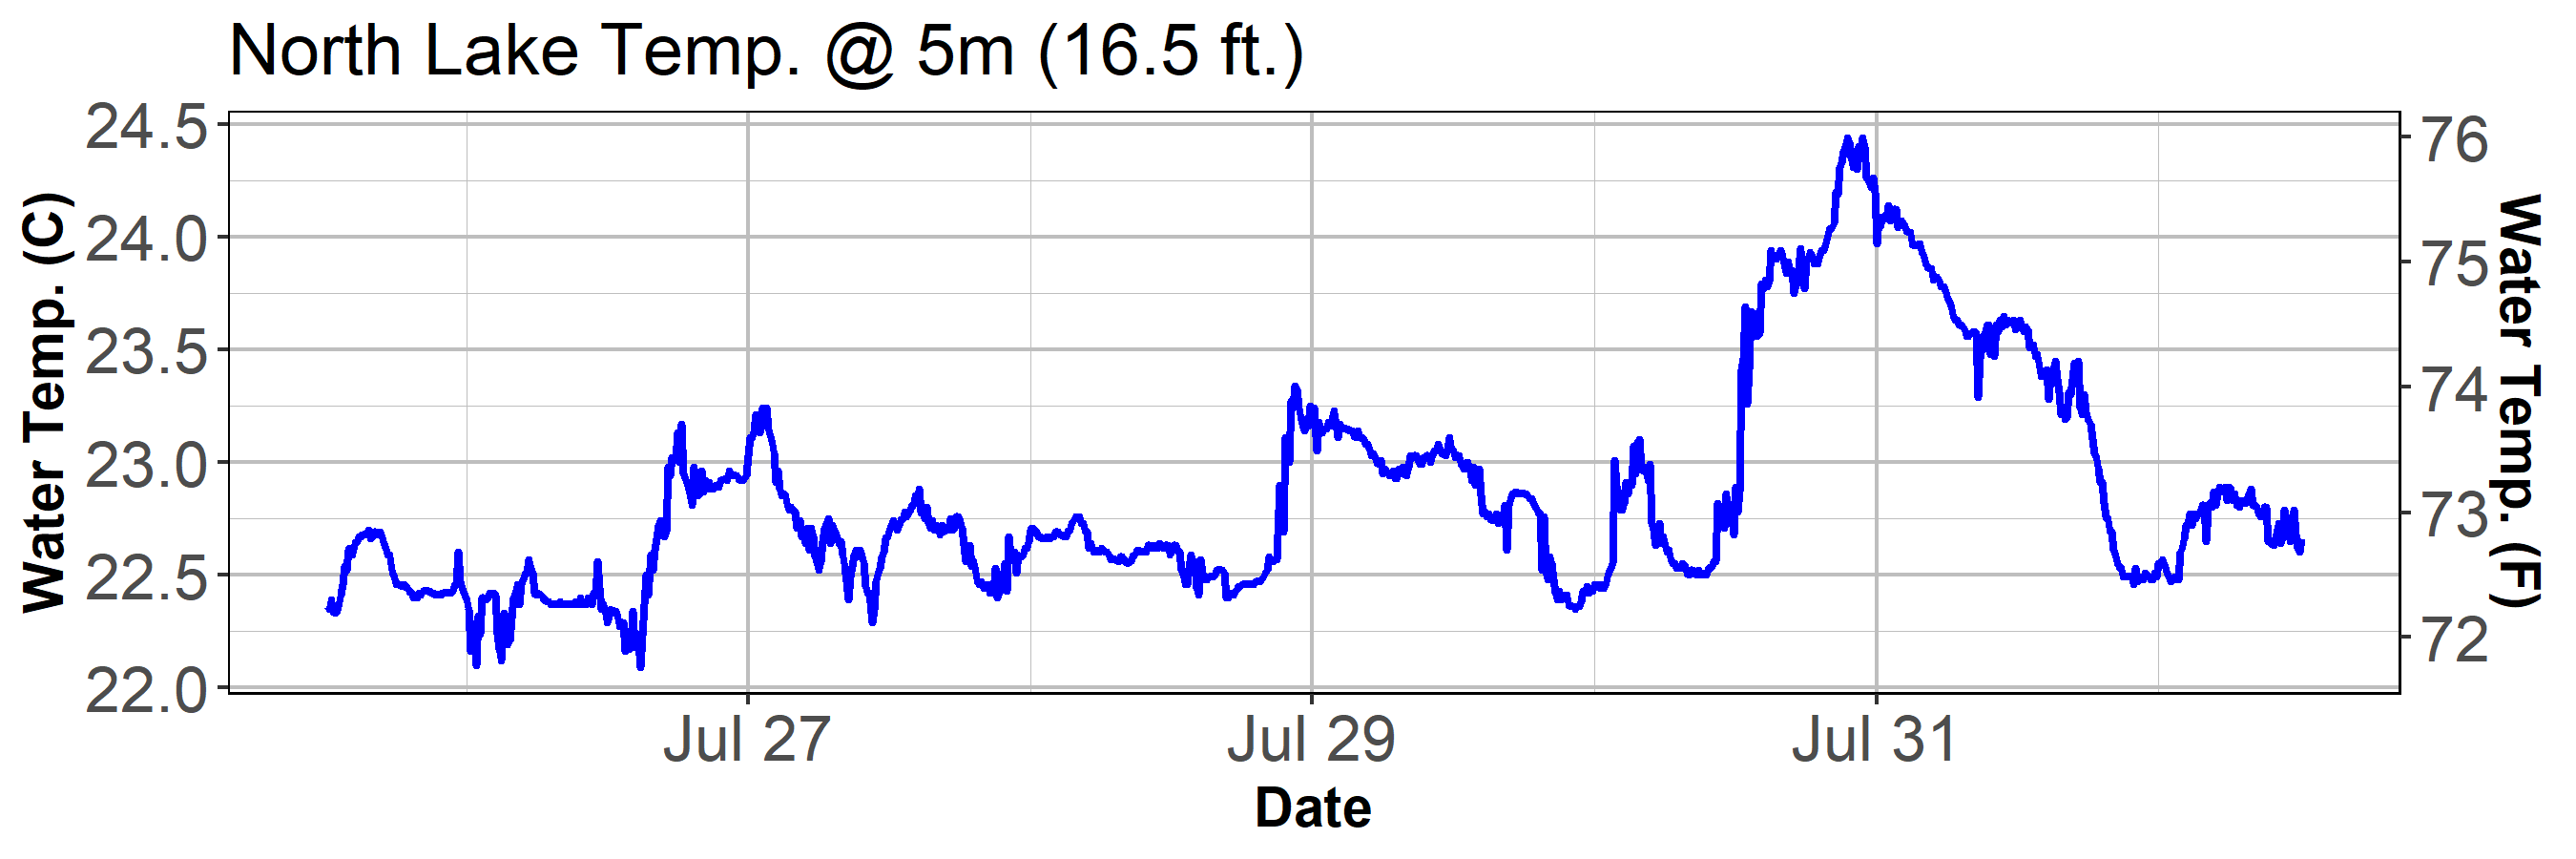 North Lake Temp. @ 5m (16.5 ft.)
Water Temp. (C)
24.5
24.0
23.5
23.0
22.5
22.0
76
75
74
73
72
Water Temp. (F)
Jul 27 Jul 29 Jul 31
Date